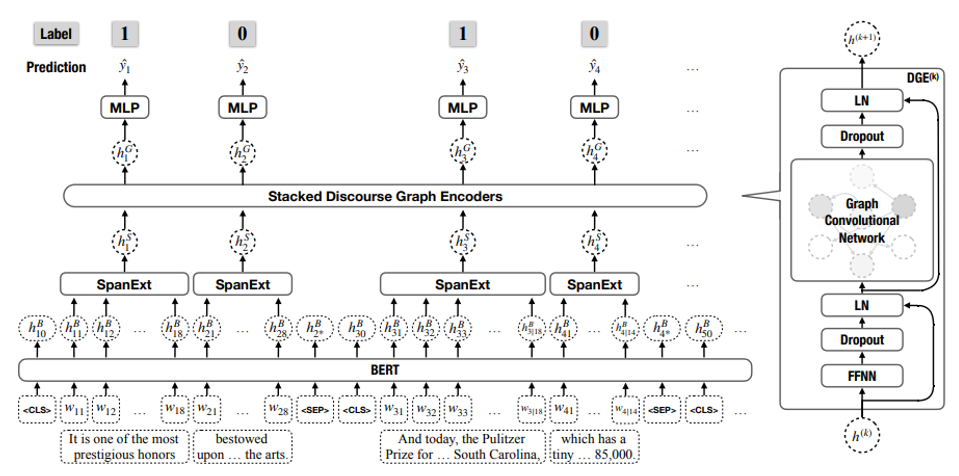 Label 1 0 1 0
Prediction ŷ₁ ŷ₂ ŷ₃ ŷ₄ ...
MLP MLP MLP MLP ...
h₁ᴳ h₂ᴳ h₃ᴳ h₄ᴳ ...
Stacked Discourse Graph Encoders
h₁ˢ h₂ˢ h₃ˢ h₄ˢ ...
SpanExt SpanExt SpanExt SpanExt ...
h₁₀ᴮ h₁₁ᴮ h₁₂ᴮ ... h₁₈ᴮ h₂₁ᴮ ... h₂₈ᴮ h₂*ᴮ h₃₀ᴮ h₃₁ᴮ h₃₂ᴮ h₃₃ᴮ ... h₃|₁₈ᴮ h₄₁ᴮ ... h₄|₁₄ᴮ h₄*ᴮ h₅₀ᴮ ...
BERT
<CLS> w₁₁ w₁₂ ... w₁₈ w₂₁ ... w₂₈ <SEP> <CLS> w₃₁ w₃₂ w₃₃ ... w₃|₁₈ w₄₁ ... w₄|₁₄ <SEP> <CLS> ...
It is one of the most
prestigious honors
bestowed
upon ... the arts.
And today, the Pulitzer
Prize for ... South Carolina,
which has a
tiny ... 85,000.
h⁽ᵏ⁺¹⁾
DGE⁽ᵏ⁾
LN
Dropout
Graph
Convolutional
Network
LN
Dropout
FFNN
h⁽ᵏ⁾